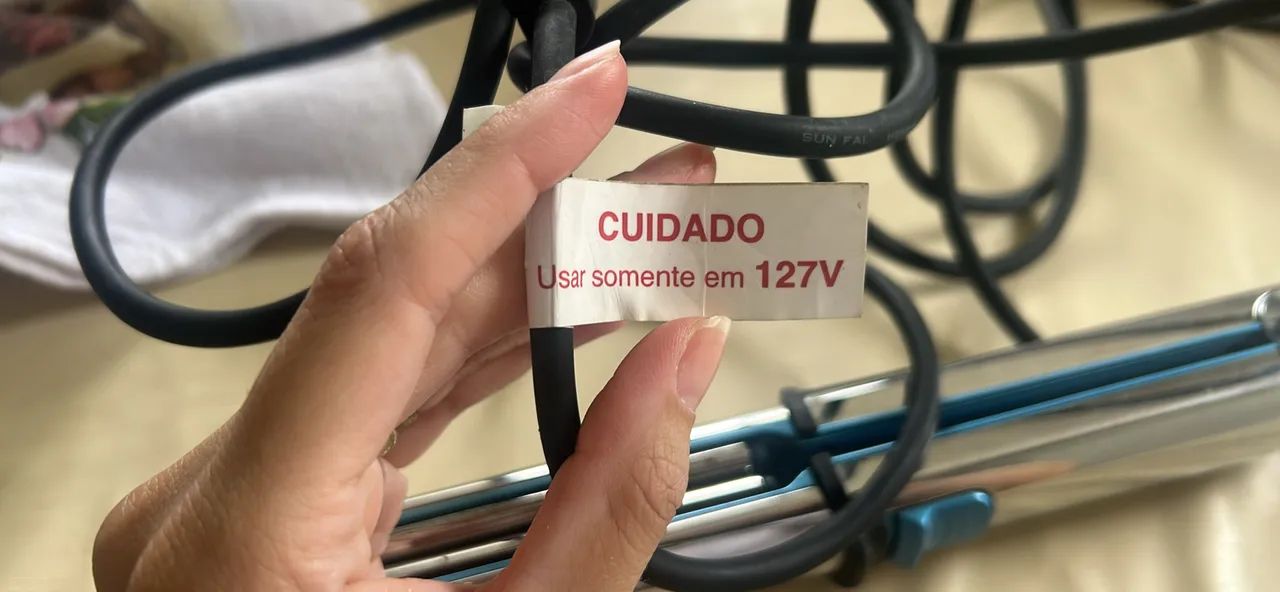 SUN FAI
CUIDADO
Usar somente em 127V